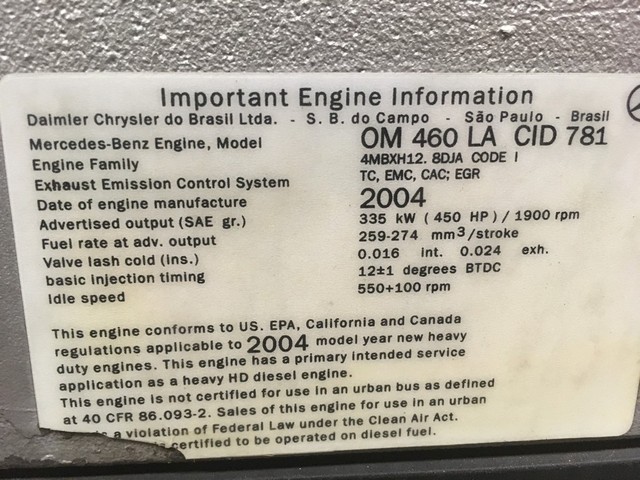 Important Engine Information
Daimler Chrysler do Brasil Ltda. - S. B. do Campo - São Paulo - Brasil
Mercedes-Benz Engine, Model OM 460 LA CID 781
Engine Family 4MBXH12. 8DJA CODE I
Exhaust Emission Control System TC, EMC, CAC; EGR
Date of engine manufacture 2004
Advertised output (SAE gr.) 335 kW ( 450 HP ) / 1900 rpm
Fuel rate at adv. output 259-274 mm3/stroke
Valve lash cold (ins.) 0.016 int. 0.024 exh.
basic injection timing 12±1 degrees BTDC
Idle speed 550+100 rpm
This engine conforms to US. EPA, California and Canada
regulations applicable to 2004 model year new heavy
duty engines. This engine has a primary intended service
application as a heavy HD diesel engine.
This engine is not certified for use in an urban bus as defined
at 40 CFR 86.093-2. Sales of this engine for use in an urban
a violation of Federal Law under the Clean Air Act.
certified to be operated on diesel fuel.